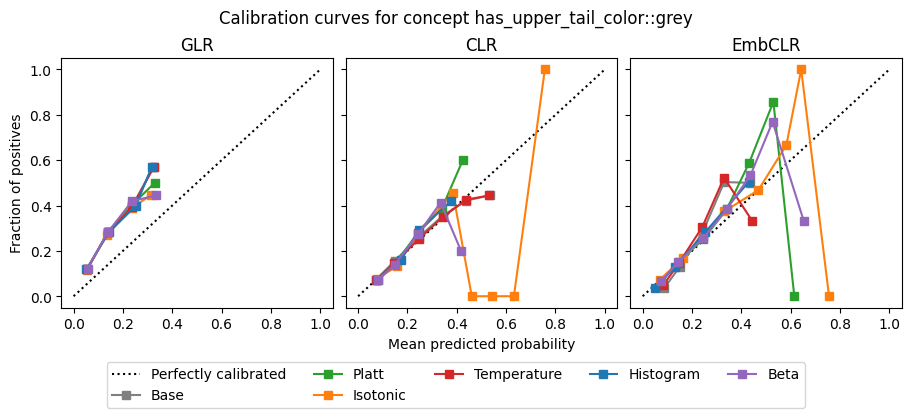 Calibration curves for concept has_upper_tail_color::grey
GLR
CLR
EmbCLR
Fraction of positives
1.0
0.8
0.6
0.4
0.2
0.0
0.0 0.2 0.4 0.6 0.8 1.0
0.0 0.2 0.4 0.6 0.8 1.0
0.0 0.2 0.4 0.6 0.8 1.0
Mean predicted probability
Perfectly calibrated Platt Temperature Histogram Beta
Base Isotonic